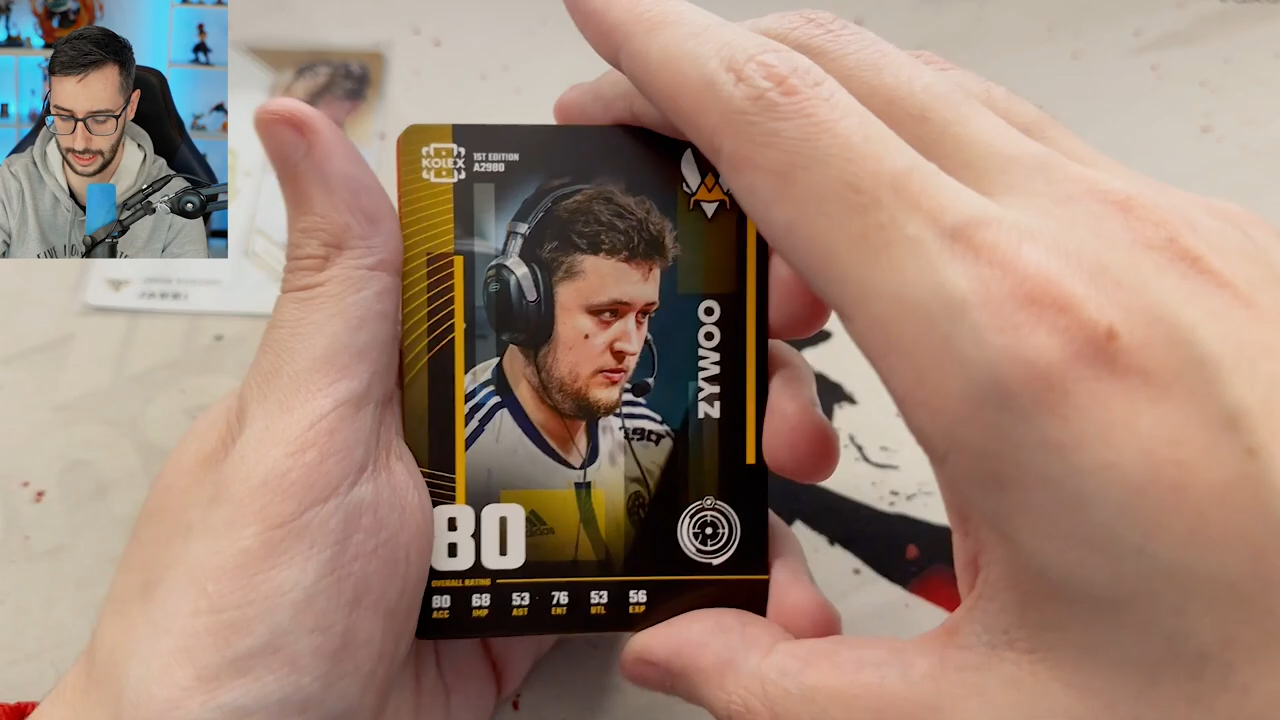 KOLEX
1ST EDITION
A2980
ZYWOO
adidas
80
OVERALL RATING
80 68 53 76 53 56
ACC IMP AST ENT UTL EXP